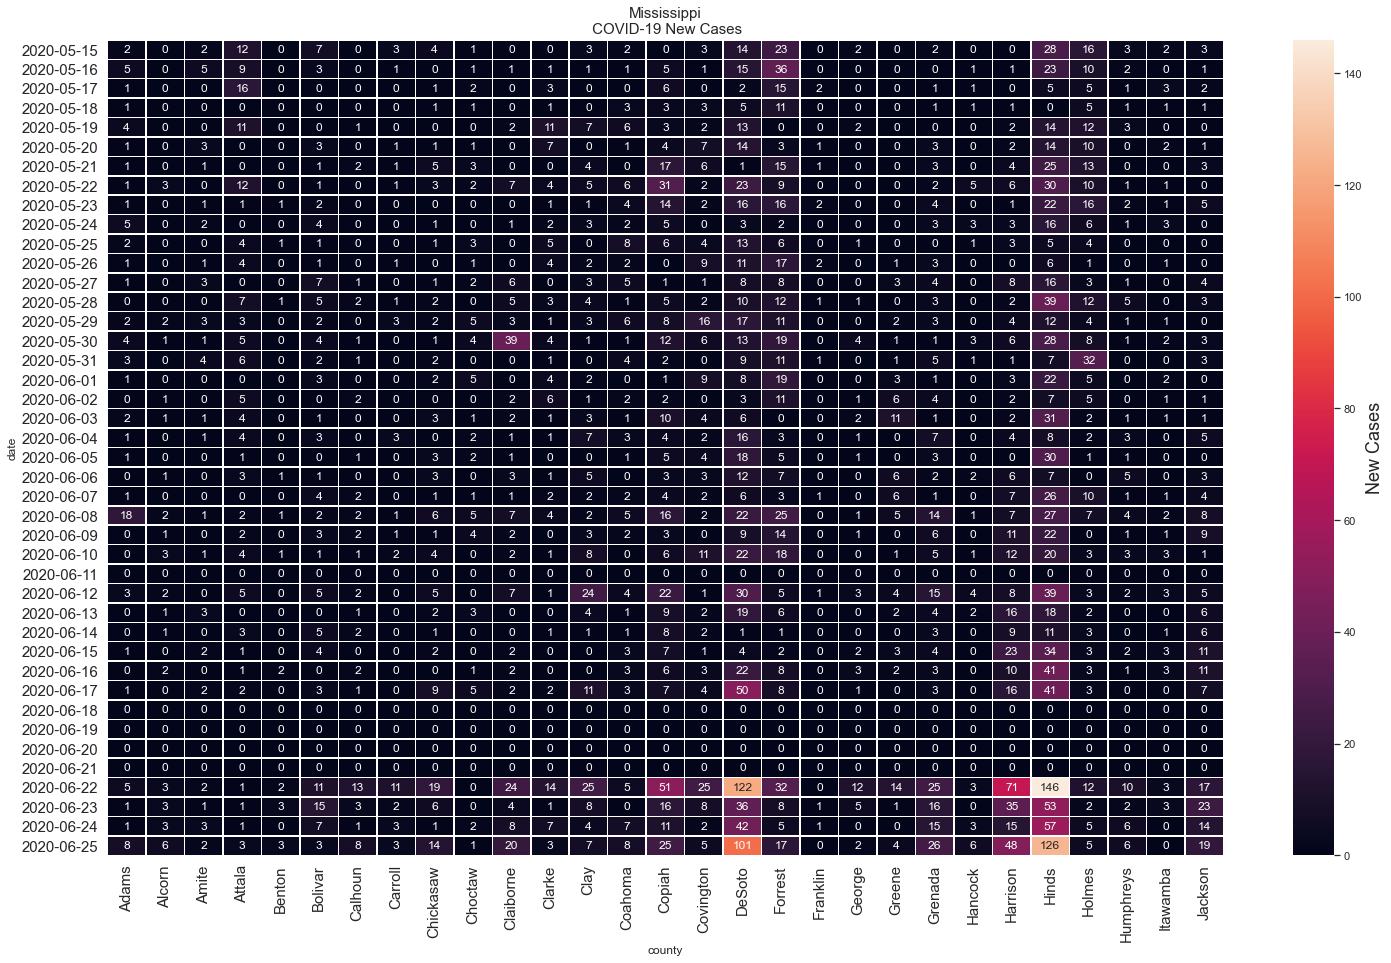 Mississippi
COVID-19 New Cases
2020-05-15 2 0 2 12 0 7 0 3 4 1 0 0 3 2 0 3 14 23 0 2 0 2 0 0 28 16 3 2 3
2020-05-16 5 0 5 9 0 3 0 1 0 1 1 1 1 1 5 1 15 36 0 0 0 0 1 1 23 10 2 0 1
2020-05-17 1 0 0 16 0 0 0 0 1 2 0 3 0 0 6 0 2 15 2 0 0 1 1 0 5 5 1 3 2
2020-05-18 1 0 0 0 0 0 0 0 1 1 0 1 0 3 3 3 5 11 0 0 0 1 1 1 0 5 1 1 1
2020-05-19 4 0 0 11 0 0 1 0 0 0 2 11 7 6 3 2 13 0 0 2 0 0 0 2 14 12 3 0 0
2020-05-20 1 0 3 0 0 0 0 1 1 1 0 7 0 1 4 7 14 3 1 0 0 3 0 2 14 10 0 2 1
2020-05-21 1 0 1 0 0 1 2 1 5 3 0 0 4 0 17 6 1 15 1 0 0 3 0 4 25 13 0 0 3
2020-05-22 1 3 0 12 0 1 0 1 3 2 7 4 5 6 31 2 23 9 0 0 0 2 5 6 30 10 1 1 0
2020-05-23 1 0 1 1 1 2 0 0 0 0 0 1 1 4 14 2 16 16 2 0 0 4 0 1 22 16 2 1 5
2020-05-24 5 0 2 0 0 4 0 0 1 0 1 2 3 2 5 0 3 2 0 0 0 3 3 3 16 6 1 3 0
2020-05-25 2 0 0 4 1 1 0 0 1 3 0 5 0 8 6 4 13 6 0 1 0 0 1 3 5 4 0 0 0
2020-05-26 1 0 1 4 0 1 0 1 0 1 0 4 2 2 0 9 11 17 2 0 1 3 0 0 6 1 0 1 0
2020-05-27 1 0 3 0 0 7 1 0 1 2 6 0 3 5 1 1 8 8 0 0 3 4 0 8 16 3 1 0 4
2020-05-28 0 0 0 7 1 5 2 1 2 0 5 3 4 1 5 2 10 12 1 1 0 3 0 2 39 12 5 0 3
2020-05-29 2 2 3 3 0 2 0 3 2 5 3 1 3 6 8 16 17 11 0 0 2 3 0 4 12 4 1 1 0
2020-05-30 4 1 1 5 0 4 1 0 1 4 39 4 1 1 12 6 13 19 0 4 1 1 3 6 28 8 1 2 3
2020-05-31 3 0 4 6 0 2 1 0 2 0 0 1 0 4 2 0 9 11 1 0 1 5 1 1 7 32 0 0 3
2020-06-01 1 0 0 0 0 3 0 0 2 5 0 4 2 0 1 9 8 19 0 0 3 1 0 3 22 5 0 2 0
2020-06-02 0 1 0 5 0 0 2 0 0 0 2 6 1 2 2 0 3 11 0 1 6 4 0 2 7 5 0 1 1
2020-06-03 2 1 1 4 0 1 0 0 3 1 2 1 3 1 10 4 6 0 0 2 11 1 0 2 31 2 1 1 1
2020-06-04 1 0 1 4 0 3 0 3 0 2 1 1 7 3 4 2 16 3 0 1 0 7 0 4 8 2 3 0 5
2020-06-05 1 0 0 1 0 0 1 0 3 2 1 0 0 1 5 4 18 5 0 1 0 3 0 0 30 1 1 0 0
2020-06-06 0 1 0 3 1 1 0 0 3 0 3 1 5 0 3 3 12 7 0 0 6 2 2 6 7 0 5 0 3
2020-06-07 1 0 0 0 0 4 2 0 1 1 1 2 2 2 4 2 6 3 1 0 6 1 0 7 26 10 1 1 4
2020-06-08 18 2 1 2 1 2 2 1 6 5 7 4 2 5 16 2 22 25 0 1 5 14 1 7 27 7 4 2 8
2020-06-09 0 1 0 2 0 3 2 1 1 4 2 0 3 2 3 0 9 14 0 1 0 6 0 11 22 0 1 1 9
2020-06-10 0 3 1 4 1 1 1 2 4 0 2 1 8 0 6 11 22 18 0 0 1 5 1 12 20 3 3 3 1
2020-06-11 0 0 0 0 0 0 0 0 0 0 0 0 0 0 0 0 0 0 0 0 0 0 0 0 0 0 0 0 0
2020-06-12 3 2 0 5 0 5 2 0 5 0 7 1 24 4 22 1 30 5 1 3 4 15 4 8 39 3 2 3 5
2020-06-13 0 1 3 0 0 0 1 0 2 3 0 0 4 1 9 2 19 6 0 0 2 4 2 16 18 2 0 0 6
2020-06-14 0 1 0 3 0 5 2 0 1 0 0 1 1 1 8 2 1 1 0 0 0 3 0 9 11 3 0 1 6
2020-06-15 1 0 2 1 0 4 0 0 2 0 2 0 0 3 7 1 4 2 0 2 3 4 0 23 34 3 2 3 11
2020-06-16 0 2 0 1 2 0 2 0 0 1 2 0 0 3 6 3 22 8 0 3 2 3 0 10 41 3 1 3 11
2020-06-17 1 0 2 2 0 3 1 0 9 5 2 2 11 3 7 4 50 8 0 1 0 3 0 16 41 3 0 0 7
2020-06-18 0 0 0 0 0 0 0 0 0 0 0 0 0 0 0 0 0 0 0 0 0 0 0 0 0 0 0 0 0
2020-06-19 0 0 0 0 0 0 0 0 0 0 0 0 0 0 0 0 0 0 0 0 0 0 0 0 0 0 0 0 0
2020-06-20 0 0 0 0 0 0 0 0 0 0 0 0 0 0 0 0 0 0 0 0 0 0 0 0 0 0 0 0 0
2020-06-21 0 0 0 0 0 0 0 0 0 0 0 0 0 0 0 0 0 0 0 0 0 0 0 0 0 0 0 0 0
2020-06-22 5 3 2 1 2 11 13 11 19 0 24 14 25 5 51 25 122 32 0 12 14 25 3 71 146 12 10 3 17
2020-06-23 1 3 1 1 3 15 3 2 6 0 4 1 8 0 16 8 36 8 1 5 1 16 0 35 53 2 2 3 23
2020-06-24 1 3 3 1 0 7 1 3 1 2 8 7 4 7 11 2 42 5 1 0 0 15 3 15 57 5 6 0 14
2020-06-25 8 6 2 3 3 3 8 3 14 1 20 3 7 8 25 5 101 17 0 2 4 26 6 48 126 5 6 0 19
date
Adams Alcorn Amite Attala Benton Bolivar Calhoun Carroll Chickasaw Choctaw Claiborne Clarke Clay Coahoma Copiah Covington DeSoto Forrest Franklin George Greene Grenada Hancock Harrison Hinds Holmes Humphreys Itawamba Jackson
county
140
120
100
80
60
40
20
0
New Cases